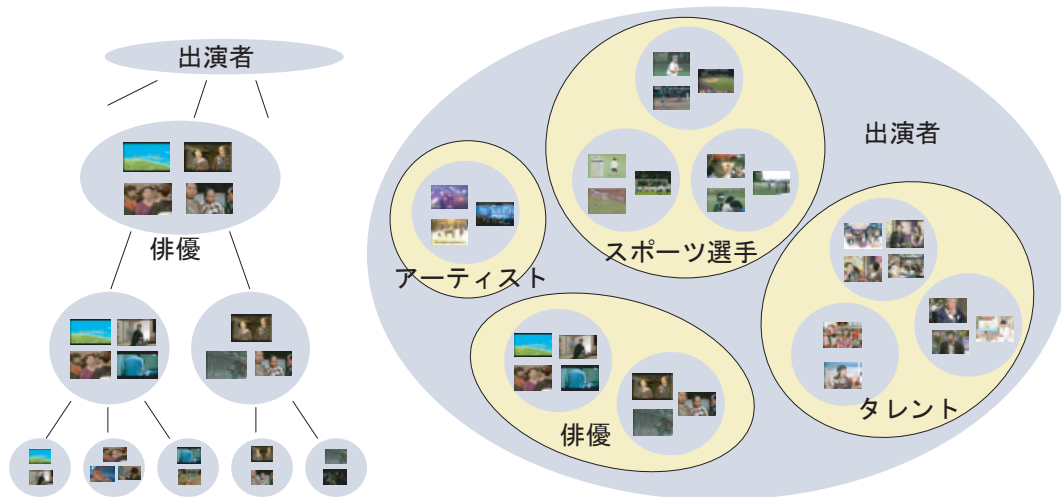 出演者
俳優
出演者
スポーツ選手
アーティスト
タレント
俳優